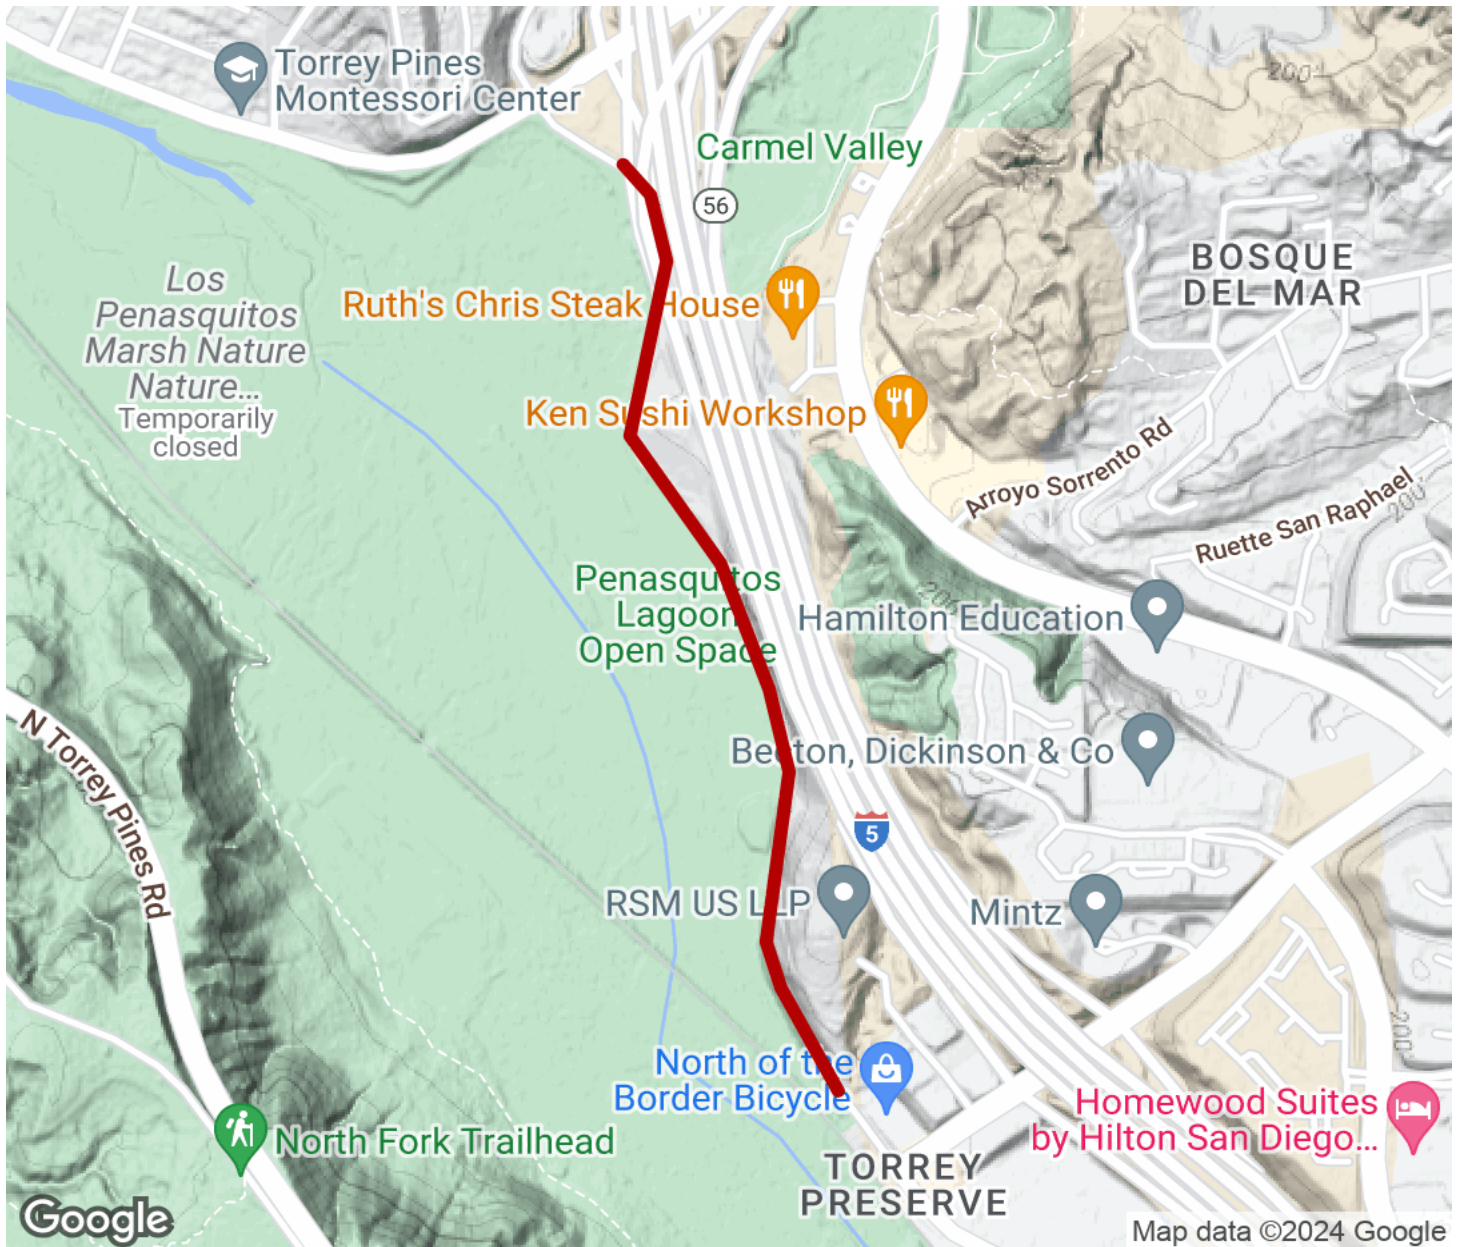 Torrey Pines
Montessori Center
200'
Carmel Valley
56
BOSQUE
DEL MAR
Los
Penasquitos
Marsh Nature
Nature...
Temporarily
closed
Ruth's Chris Steak House
Ken Sushi Workshop
Arroyo Sorrento Rd
Ruette San Raphael
200'
Penasquitos
Lagoon
Open Space
200'
Hamilton Education
N Torrey Pines Rd
Becton, Dickinson & Co
5
RSM US LLP
Mintz
200'
North of the
Border Bicycle
Homewood Suites
by Hilton San Diego...
North Fork Trailhead
TORREY
PRESERVE
Google
Map data ©2024 Google